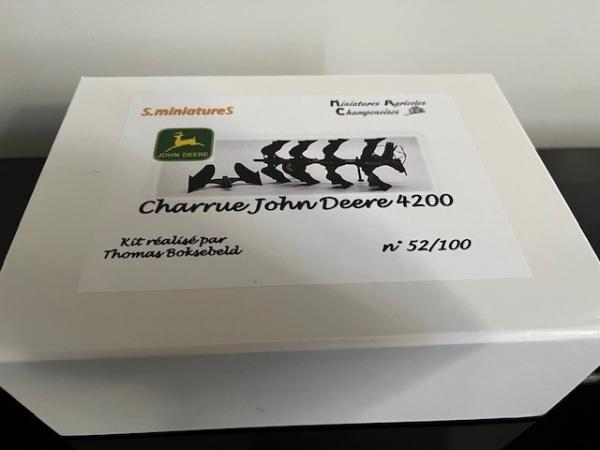 S.miniatureS
Miniatures Agricoles
Champenoises
JOHN DEERE
Charrue John Deere 4200
Kit réalisé par
Thomas Boksebeld
n° 52/100